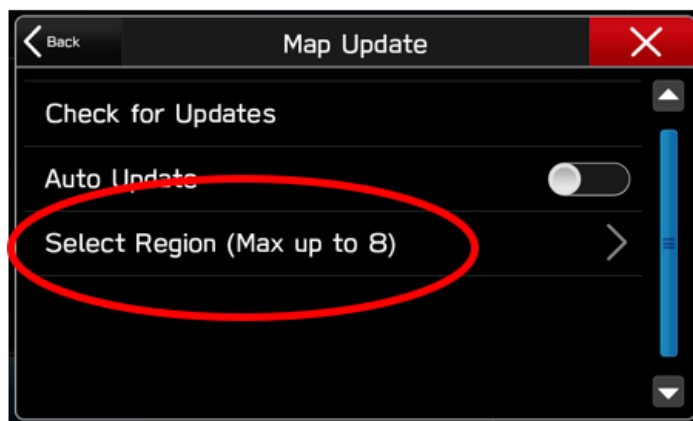 Back
Map Update
Check for Updates
Auto Update
Select Region (Max up to 8)